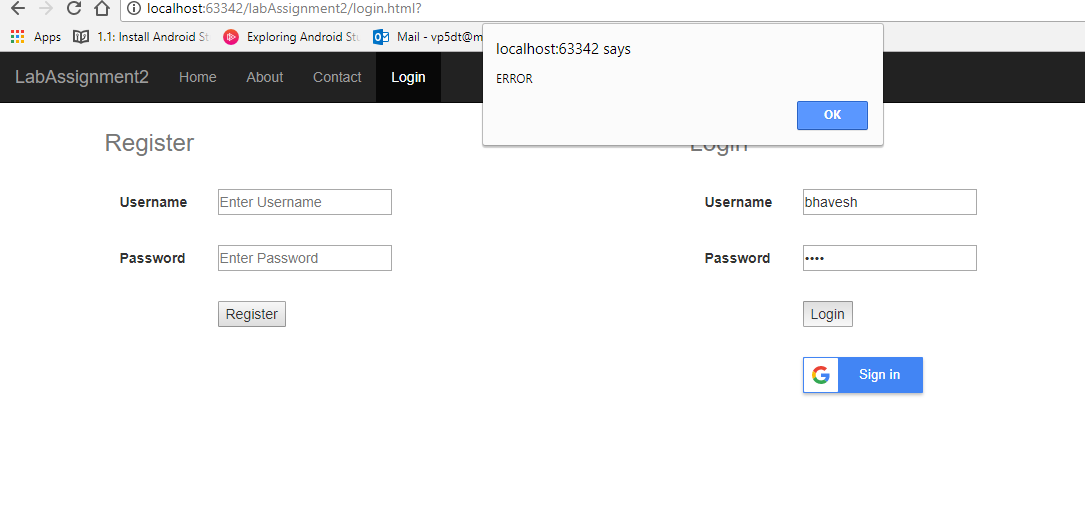 localhost:63342/labAssignment2/login.html?
Apps 1.1: Install Android St Exploring Android Stu Mail - vp5dt@m
localhost:63342 says
ERROR
OK
LabAssignment2 Home About Contact Login
Register
Username Enter Username
Password Enter Password
Register
Login
Username bhavesh
Password ••••
Login
G Sign in